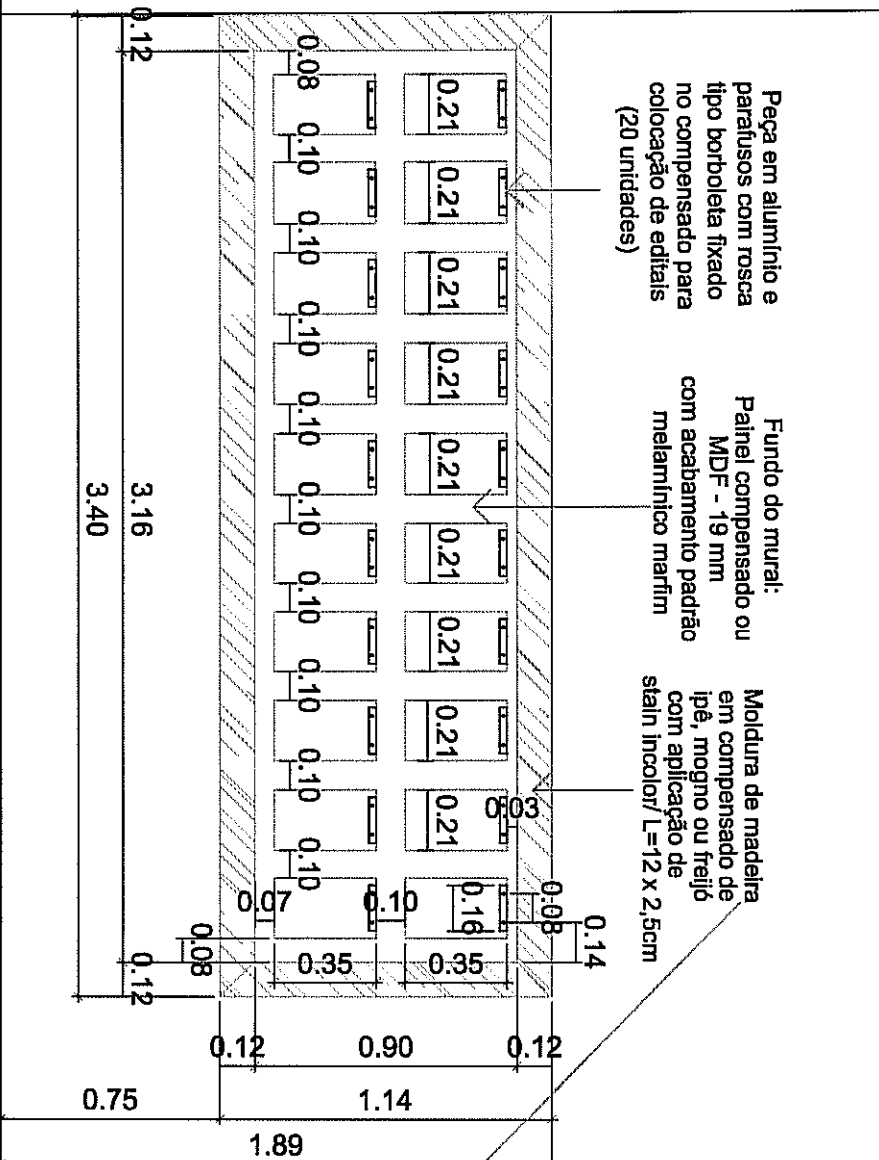 Peça em alumínio e
parafusos com rosca
tipo borboleta fixado
no compensado para
colocação de editais
(20 unidades)
Fundo do mural:
Painel compensado ou
MDF - 19 mm
com acabamento padrão
melamínico marfim
Moldura de madeira
em compensado de
ipê, mogno ou freijó
com aplicação de
stain incolor/ L=12 x 2,5cm
0.03
0.08
0.14
0.21
0.21
0.21
0.21
0.21
0.21
0.21
0.21
0.21
0.16
0.10
0.07
0.35
0.35
0.08
0.10
0.10
0.10
0.10
0.10
0.10
0.10
0.10
0.10
0.08
0.12
3.16
0.12
3.40
0.12
0.90
0.12
0.75
1.14
1.89